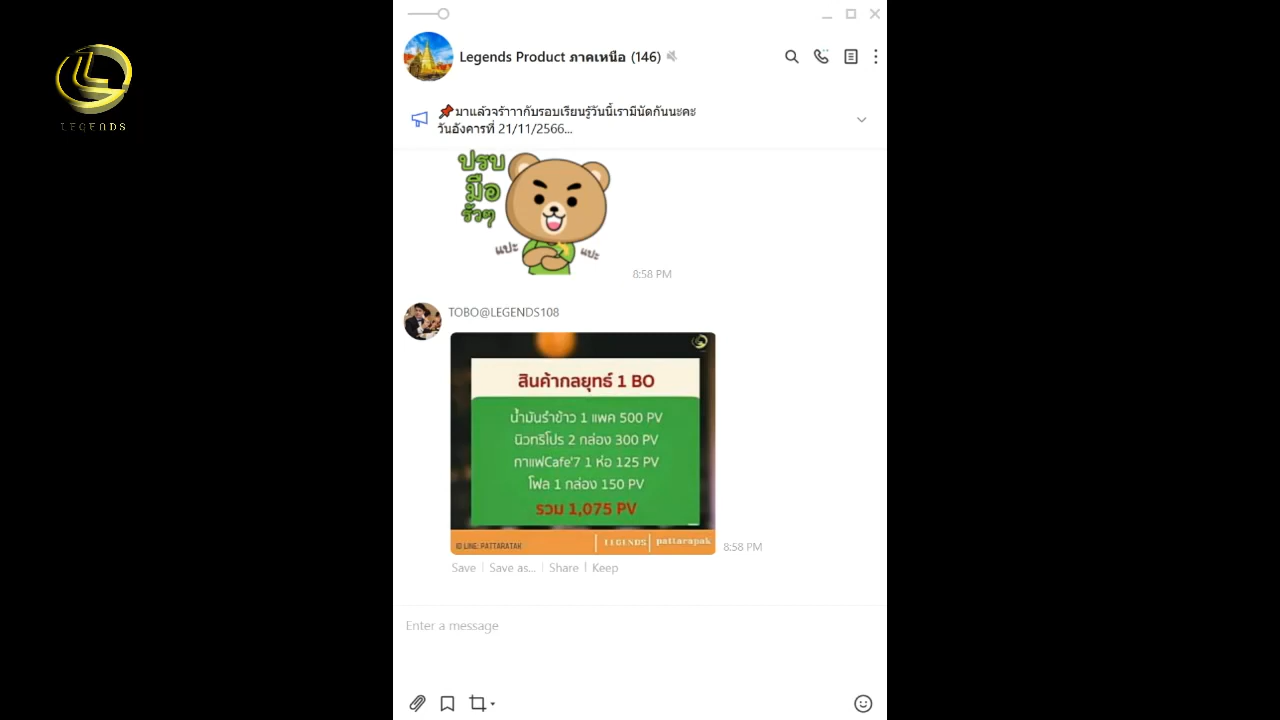 LEGENDS
Legends Product ภาคเหนือ (146)
📌มาแล้วจร้าาากับรอบเรียนรู้วันนี้เรามีนัดกันนะคะ
วันอังคารที่ 21/11/2566...
ปรบ
มือ
รัวๆ
แปะ
แปะ
8:58 PM
TOBO@LEGENDS108
สินค้ากลยุทธ์ 1 BO
น้ำมันรำข้าว 1 แพค 500 PV
นิวทริโปร 2 กล่อง 300 PV
กาแฟCafe'7 1 ห่อ 125 PV
โฟล 1 กล่อง 150 PV
รวม 1,075 PV
ID LINE: PATTARATAK
LEGENDS
pattarapak
8:58 PM
Save
Save as...
Share
Keep
Enter a message